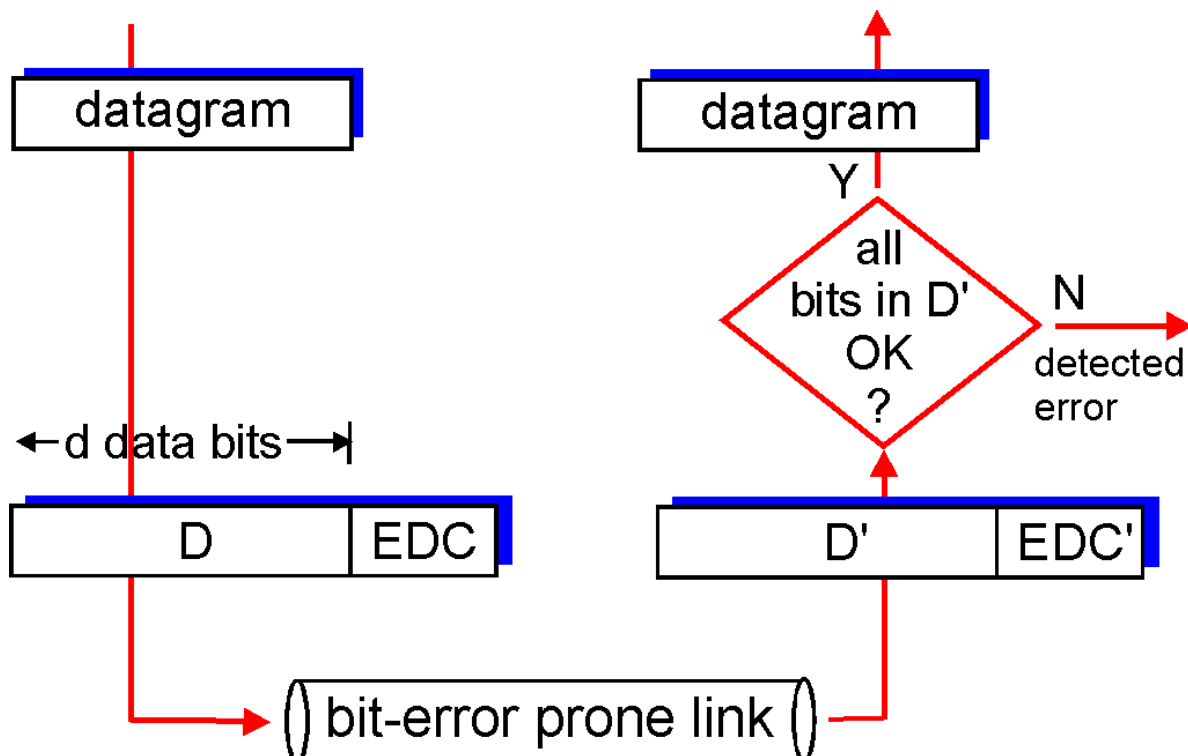 datagram
d data bits
D
EDC
bit-error prone link
datagram
Y
all
bits in D'
OK
?
N
detected
error
D'
EDC'